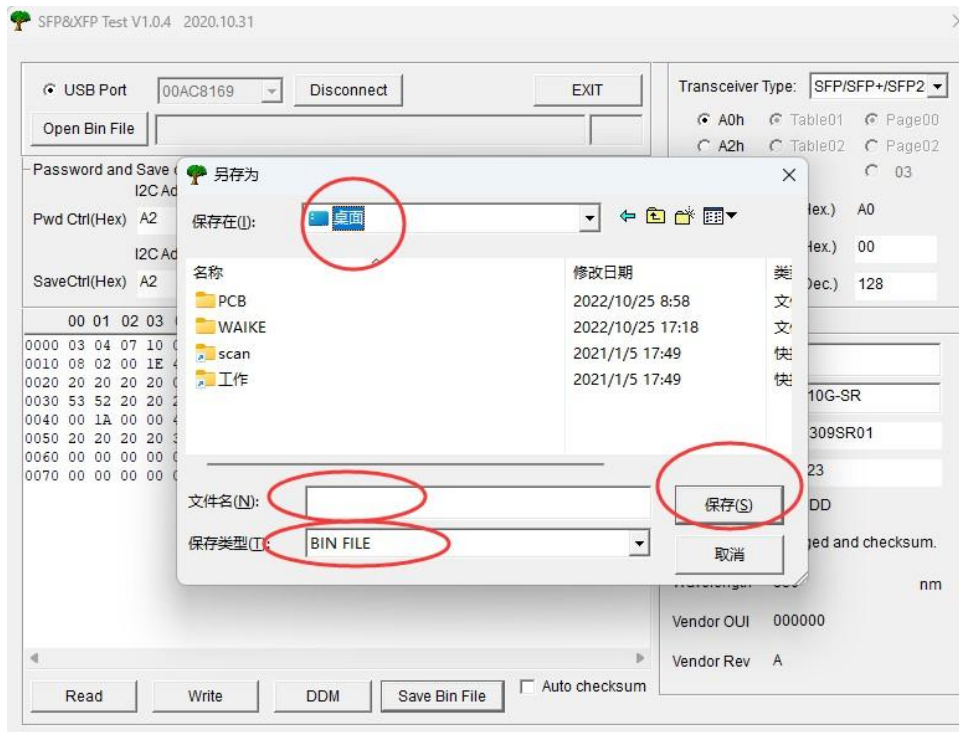 SFP&XFP Test V1.0.4 2020.10.31
USB Port 00AC8169 Disconnect EXIT
Open Bin File
Transceiver Type: SFP/SFP+/SFP2
A0h Table01 Page00
A2h Table02 Page02
03
Password and Save
I2C Ad
Pwd Ctrl(Hex) A2
I2C Ad
SaveCtrl(Hex) A2
A0
00
128
另存为
保存在(I): 桌面
名称 修改日期
PCB 2022/10/25 8:58 文
WAIKE 2022/10/25 17:18 文
scan 2021/1/5 17:49 快
工作 2021/1/5 17:49 快
文件名(N): 保存(S)
保存类型(T): BIN FILE
取消
00 01 02 03
0000 03 04 07 10
0010 08 02 00 1E
0020 20 20 20 20
0030 53 52 20 20
0040 00 1A 00 00
0050 20 20 20 20
0060 00 00 00 00
0070 00 00 00 00
10G-SR
309SR01
23
DD
ged and checksum.
nm
Vendor OUI 000000
Vendor Rev A
Read Write DDM Save Bin File Auto checksum